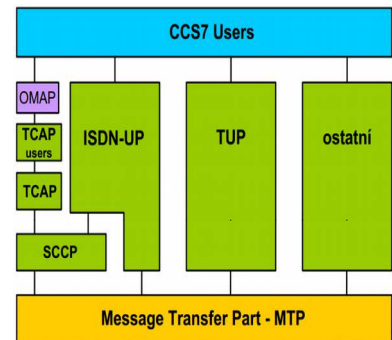 CCS7 Users
OMAP
TCAP
users
TCAP
SCCP
ISDN-UP
TUP
ostatní
Message Transfer Part - MTP